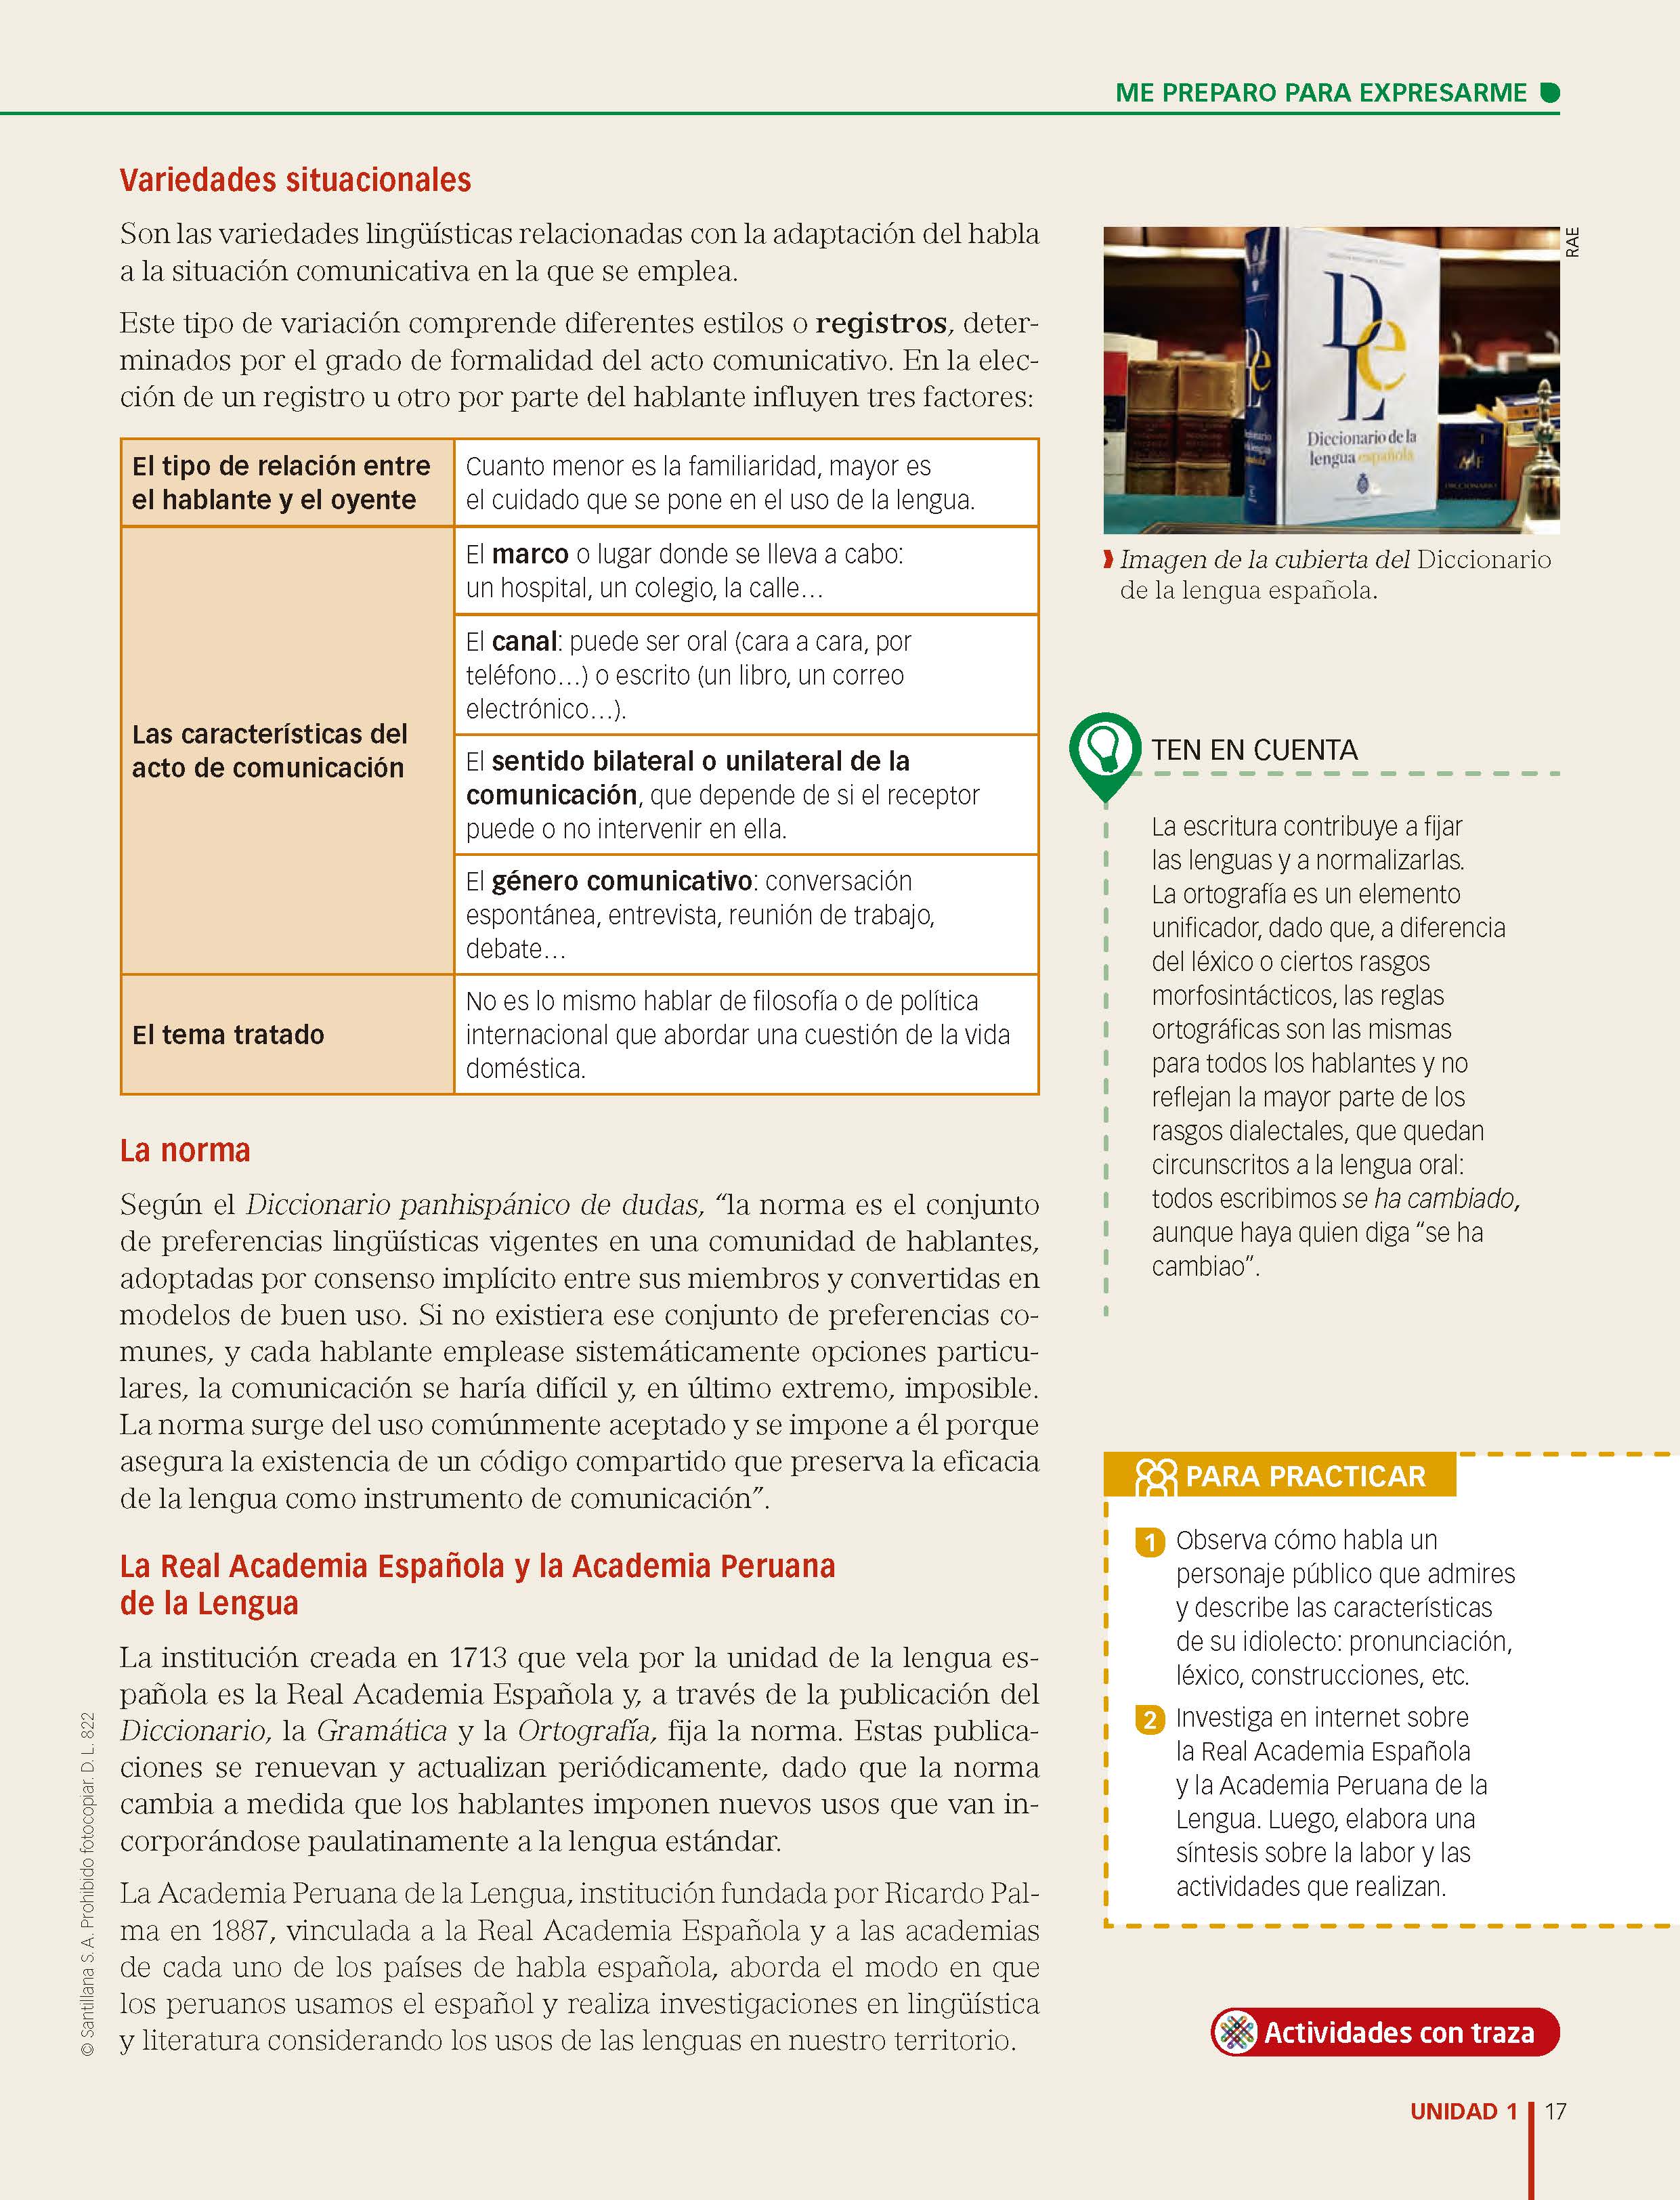 ME PREPARO PARA EXPRESARME
Variedades situacionales
Son las variedades lingüísticas relacionadas con la adaptación del habla
a la situación comunicativa en la que se emplea.
Este tipo de variación comprende diferentes estilos o registros, deter-
minados por el grado de formalidad del acto comunicativo. En la elec-
ción de un registro u otro por parte del hablante influyen tres factores:
El tipo de relación entre
el hablante y el oyente
Cuanto menor es la familiaridad, mayor es
el cuidado que se pone en el uso de la lengua.
Las características del
acto de comunicación
El marco o lugar donde se lleva a cabo:
un hospital, un colegio, la calle…
El canal: puede ser oral (cara a cara, por
teléfono…) o escrito (un libro, un correo
electrónico…).
El sentido bilateral o unilateral de la
comunicación, que depende de si el receptor
puede o no intervenir en ella.
El género comunicativo: conversación
espontánea, entrevista, reunión de trabajo,
debate…
El tema tratado
No es lo mismo hablar de filosofía o de política
internacional que abordar una cuestión de la vida
doméstica.
La norma
Según el Diccionario panhispánico de dudas, “la norma es el conjunto
de preferencias lingüísticas vigentes en una comunidad de hablantes,
adoptadas por consenso implícito entre sus miembros y convertidas en
modelos de buen uso. Si no existiera ese conjunto de preferencias co-
munes, y cada hablante emplease sistemáticamente opciones particu-
lares, la comunicación se haría difícil y, en último extremo, imposible.
La norma surge del uso comúnmente aceptado y se impone a él porque
asegura la existencia de un código compartido que preserva la eficacia
de la lengua como instrumento de comunicación”.
La Real Academia Española y la Academia Peruana
de la Lengua
La institución creada en 1713 que vela por la unidad de la lengua es-
pañola es la Real Academia Española y, a través de la publicación del
Diccionario, la Gramática y la Ortografía, fija la norma. Estas publica-
ciones se renuevan y actualizan periódicamente, dado que la norma
cambia a medida que los hablantes imponen nuevos usos que van in-
corporándose paulatinamente a la lengua estándar.
La Academia Peruana de la Lengua, institución fundada por Ricardo Pal-
ma en 1887, vinculada a la Real Academia Española y a las academias
de cada uno de los países de habla española, aborda el modo en que
los peruanos usamos el español y realiza investigaciones en lingüística
y literatura considerando los usos de las lenguas en nuestro territorio.
© Santillana S. A. Prohibido fotocopiar. D. L. 822
DLe
Diccionario de la
lengua española
RAE
Imagen de la cubierta del Diccionario
de la lengua española.
TEN EN CUENTA
La escritura contribuye a fijar
las lenguas y a normalizarlas.
La ortografía es un elemento
unificador, dado que, a diferencia
del léxico o ciertos rasgos
morfosintácticos, las reglas
ortográficas son las mismas
para todos los hablantes y no
reflejan la mayor parte de los
rasgos dialectales, que quedan
circunscritos a la lengua oral:
todos escribimos se ha cambiado,
aunque haya quien diga “se ha
cambiao”.
PARA PRACTICAR
1 Observa cómo habla un
personaje público que admires
y describe las características
de su idiolecto: pronunciación,
léxico, construcciones, etc.
2 Investiga en internet sobre
la Real Academia Española
y la Academia Peruana de la
Lengua. Luego, elabora una
síntesis sobre la labor y las
actividades que realizan.
Actividades con traza
UNIDAD 1 17